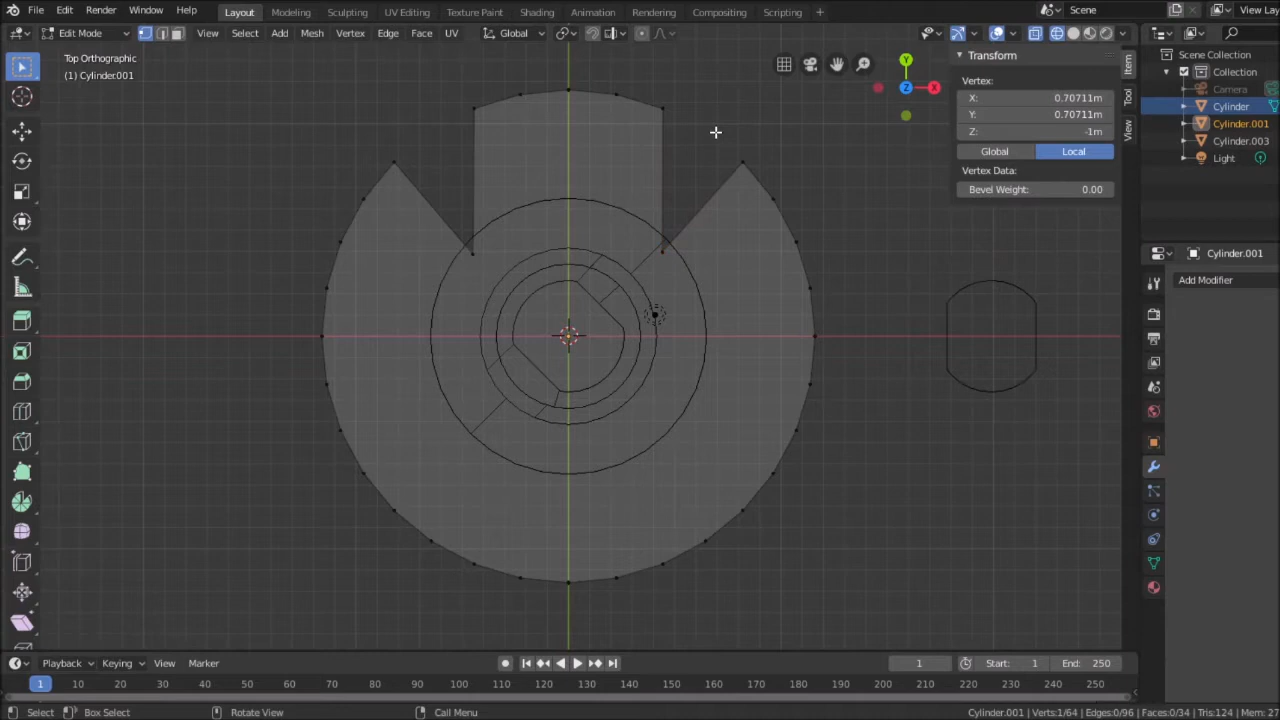 File Edit Render Window Help Layout Modeling Sculpting UV Editing Texture Paint Shading Animation Rendering Compositing Scripting + Scene View Lay
Edit Mode View Select Add Mesh Vertex Edge Face UV Global
Top Orthographic
(1) Cylinder.001
Y
Z X
Transform
Vertex:
X: 0.70711m
Y: 0.70711m
Z: -1m
Global Local
Vertex Data:
Bevel Weight: 0.00
Item
Tool
View
Scene Collection
Collection
Camera
Cylinder
Cylinder.001
Cylinder.003
Light
Cylinder.001
Add Modifier
Playback Keying View Marker 1 Start: 1 End: 250
1 10 20 30 40 50 60 70 80 90 100 110 120 130 140 150 160 170 180 190 200 210 220 230 240 250
Select Box Select Rotate View Call Menu Cylinder.001 | Verts:1/64 | Edges:0/96 | Faces:0/34 | Tris:124 | Mem: 27